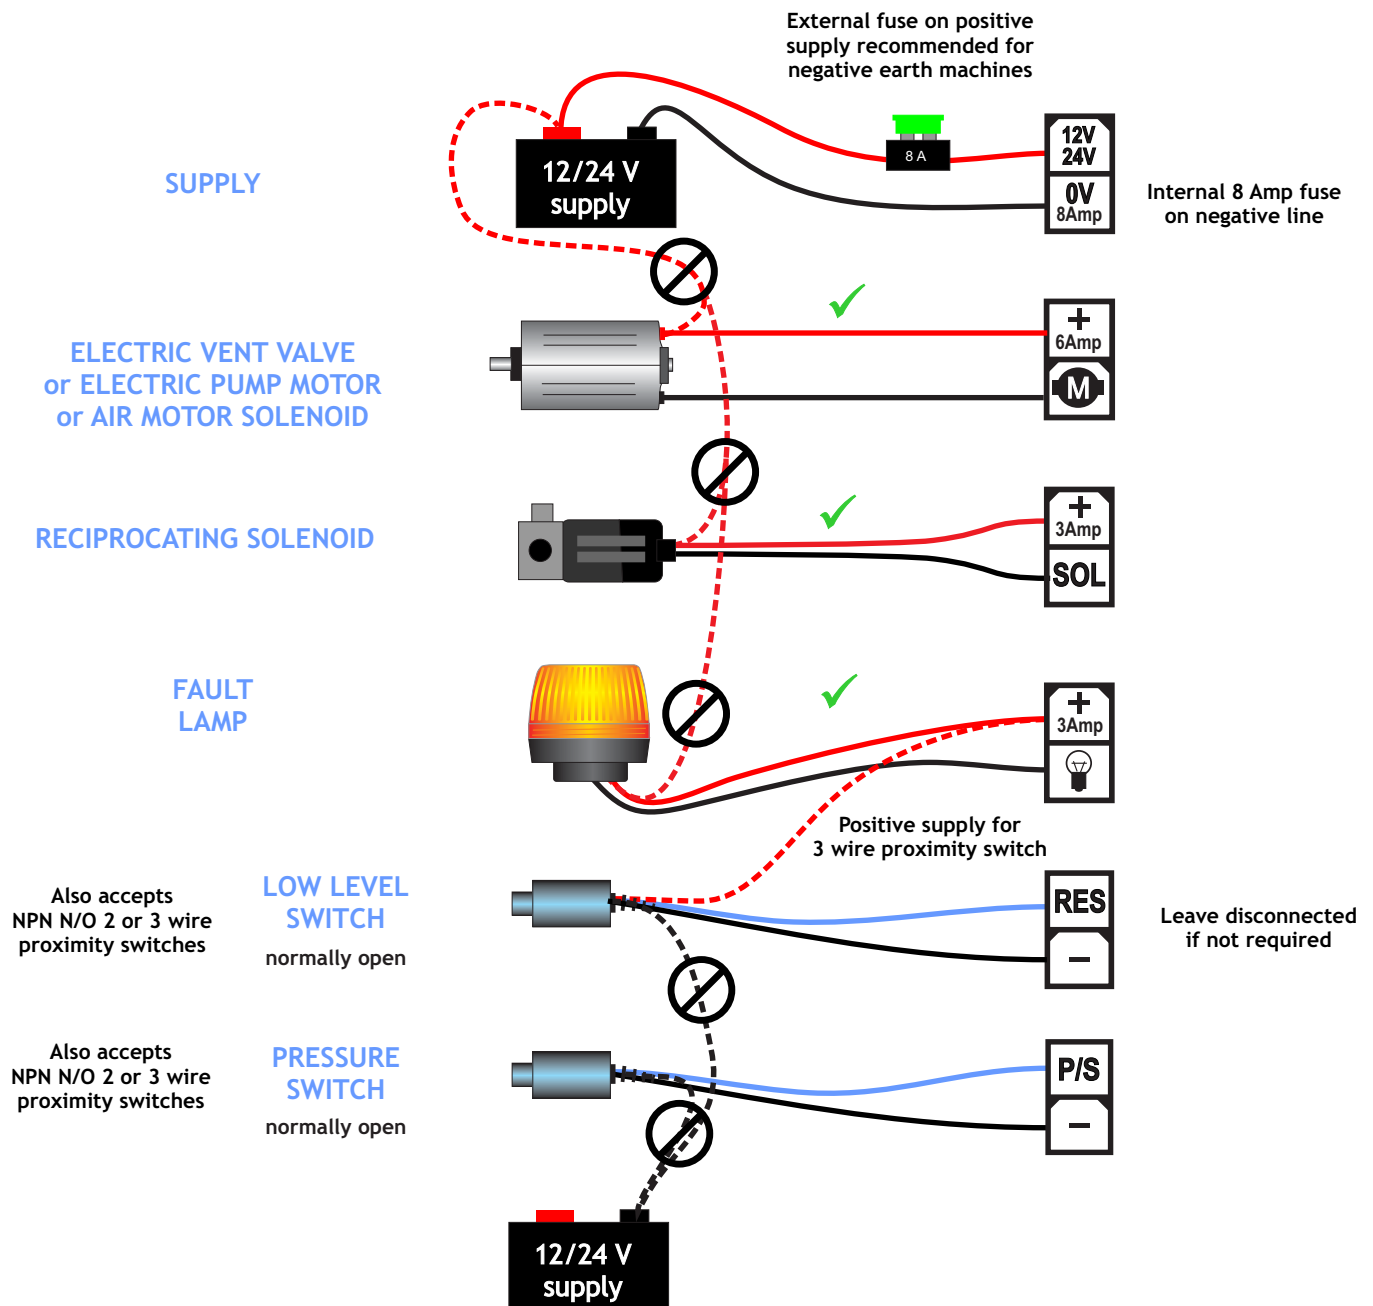 External fuse on positive
supply recommended for
negative earth machines
SUPPLY
12/24 V
supply
8 A
12V
24V
0V
8Amp
Internal 8 Amp fuse
on negative line
ELECTRIC VENT VALVE
or ELECTRIC PUMP MOTOR
or AIR MOTOR SOLENOID
+
6Amp
M
RECIPROCATING SOLENOID
+
3Amp
SOL
FAULT
LAMP
+
3Amp
Positive supply for
3 wire proximity switch
Also accepts
NPN N/O 2 or 3 wire
proximity switches
LOW LEVEL
SWITCH
normally open
RES
−
Leave disconnected
if not required
Also accepts
NPN N/O 2 or 3 wire
proximity switches
PRESSURE
SWITCH
normally open
P/S
−
12/24 V
supply